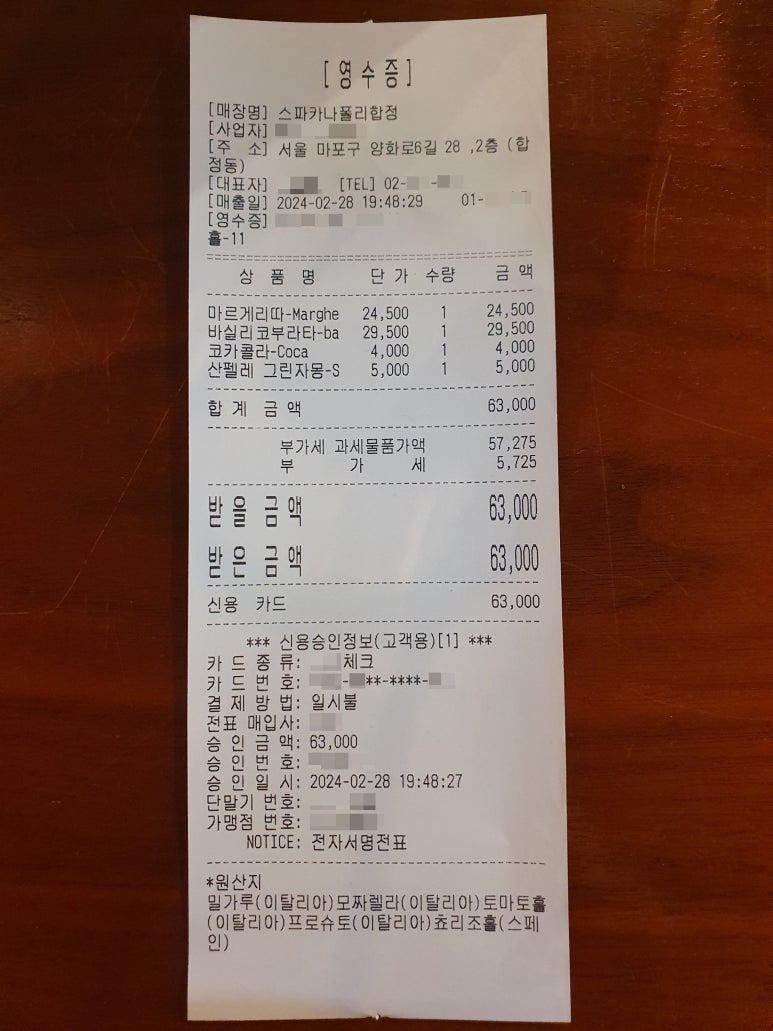 [영수증]
[매장명] 스파카나폴리합정
[사업자]
[주 소] 서울 마포구 양화로6길 28 ,2층 (합
정동)
[대표자] [TEL] 02- -
[매출일] 2024-02-28 19:48:29 01-
[영수증]
홀-11
상 품 명 단 가 수량 금 액
마르게리따-Marghe 24,500 1 24,500
바실리코부라타-ba 29,500 1 29,500
코카콜라-Coca 4,000 1 4,000
산펠레 그린자몽-S 5,000 1 5,000
합 계 금 액 63,000
부가세 과세물품가액 57,275
부 가 세 5,725
받을 금액 63,000
받은 금액 63,000
신용 카드 63,000
*** 신용승인정보(고객용)[1] ***
카 드 종 류: 체크
카 드 번 호: - **-****-
결 제 방 법: 일시불
전표 매입사:
승 인 금 액: 63,000
승 인 번 호:
승 인 일 시: 2024-02-28 19:48:27
단말기 번호:
가맹점 번호:
NOTICE: 전자서명전표
*원산지
밀가루(이탈리아)모짜렐라(이탈리아)토마토홀
(이탈리아)프로슈토(이탈리아)쵸리조홀(스페
인)